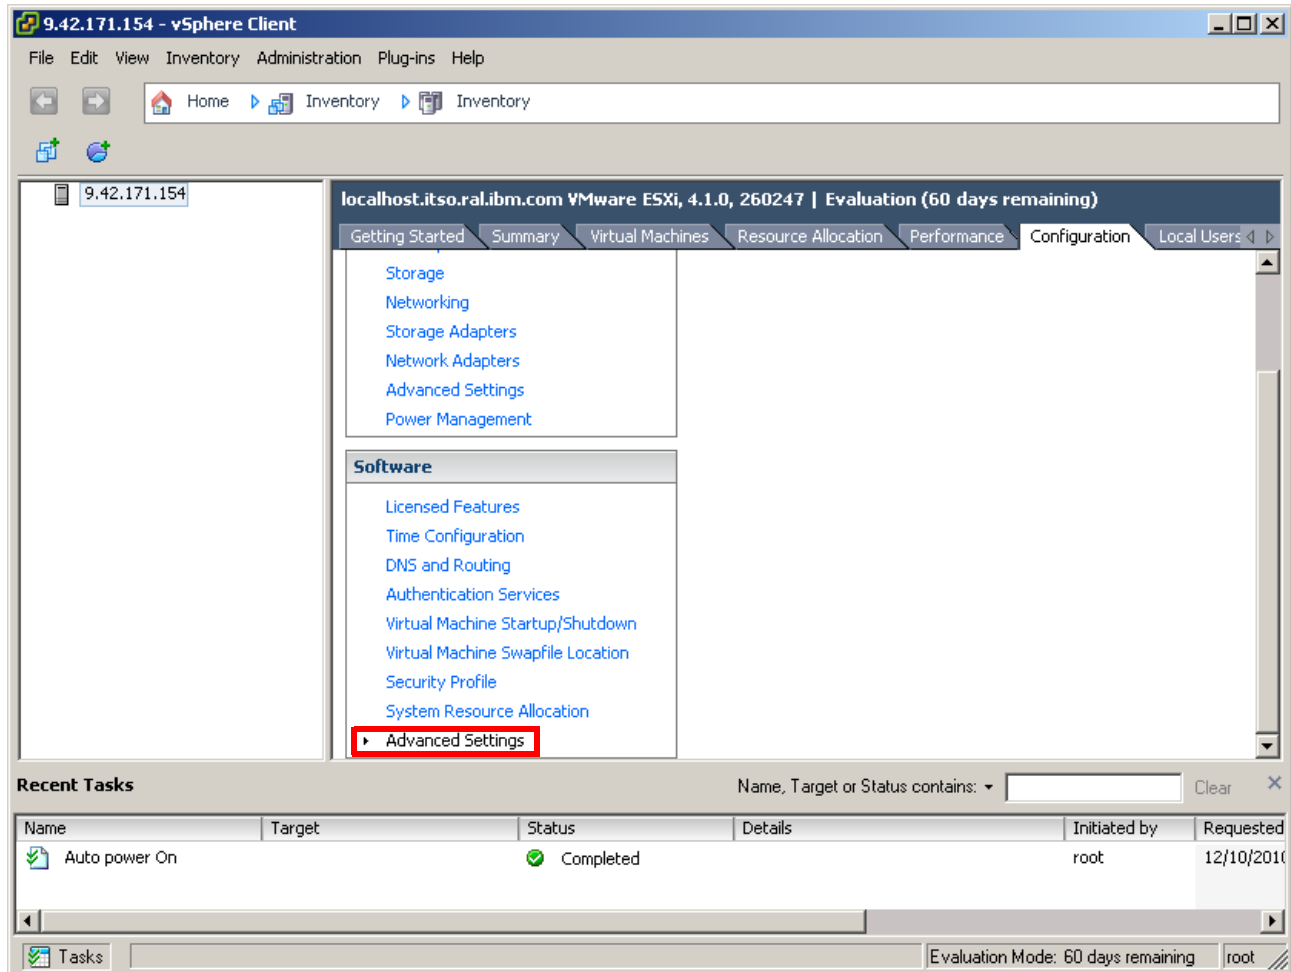 9.42.171.154 - vSphere Client
File Edit View Inventory Administration Plug-ins Help
Home Inventory Inventory
9.42.171.154
localhost.itso.ral.ibm.com VMware ESXi, 4.1.0, 260247 | Evaluation (60 days remaining)
Getting Started Summary Virtual Machines Resource Allocation Performance Configuration Local Users
Storage
Networking
Storage Adapters
Network Adapters
Advanced Settings
Power Management
Software
Licensed Features
Time Configuration
DNS and Routing
Authentication Services
Virtual Machine Startup/Shutdown
Virtual Machine Swapfile Location
Security Profile
System Resource Allocation
Advanced Settings
Recent Tasks Name, Target or Status contains: Clear
Name Target Status Details Initiated by Requested
Auto power On Completed root 12/10/2010
Tasks Evaluation Mode: 60 days remaining root